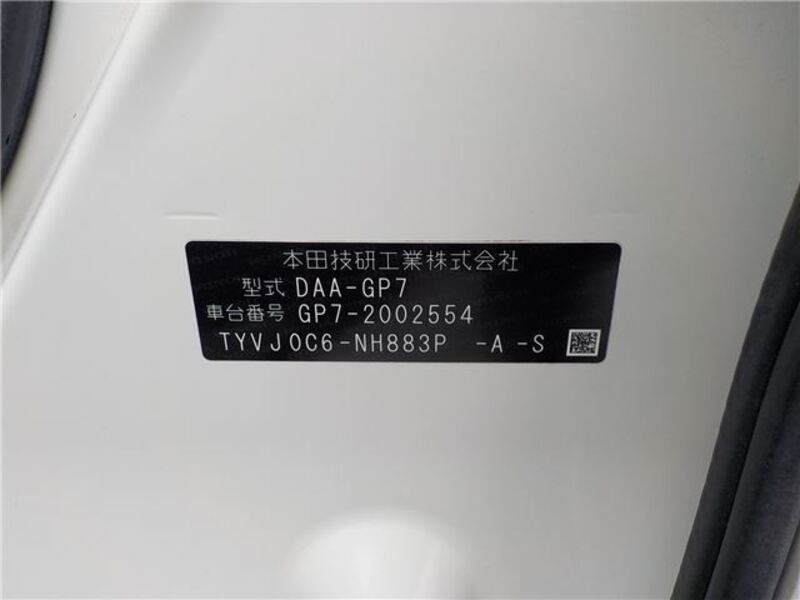 本田技研工業株式会社
型式 DAA-GP7
車台番号 GP7-2002554
TYVJ0C6-NH883P -A-S